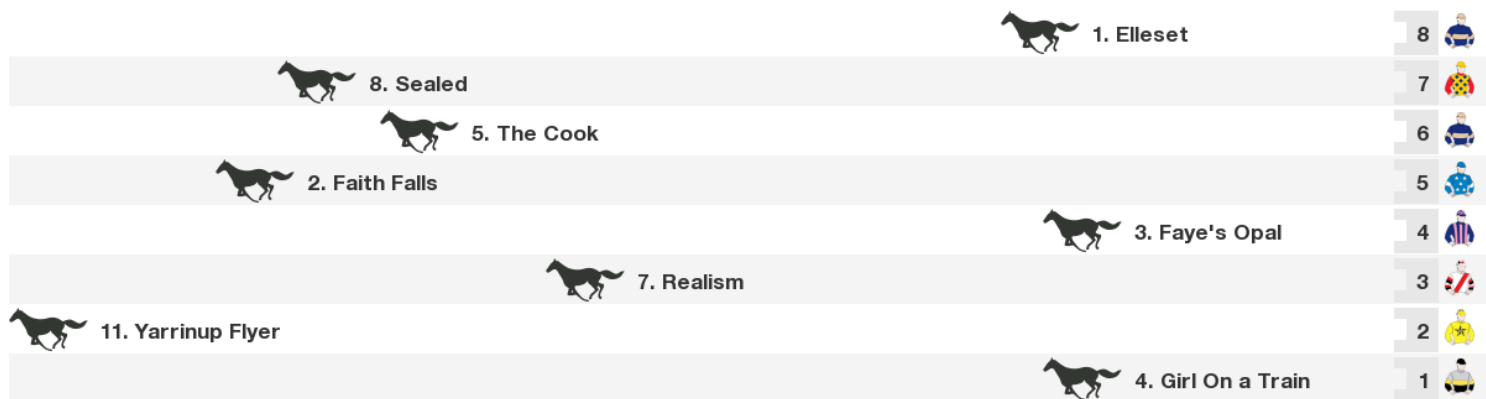 1. Elleset 8
8. Sealed 7
5. The Cook 6
2. Faith Falls 5
3. Faye's Opal 4
7. Realism 3
11. Yarrinup Flyer 2
4. Girl On a Train 1